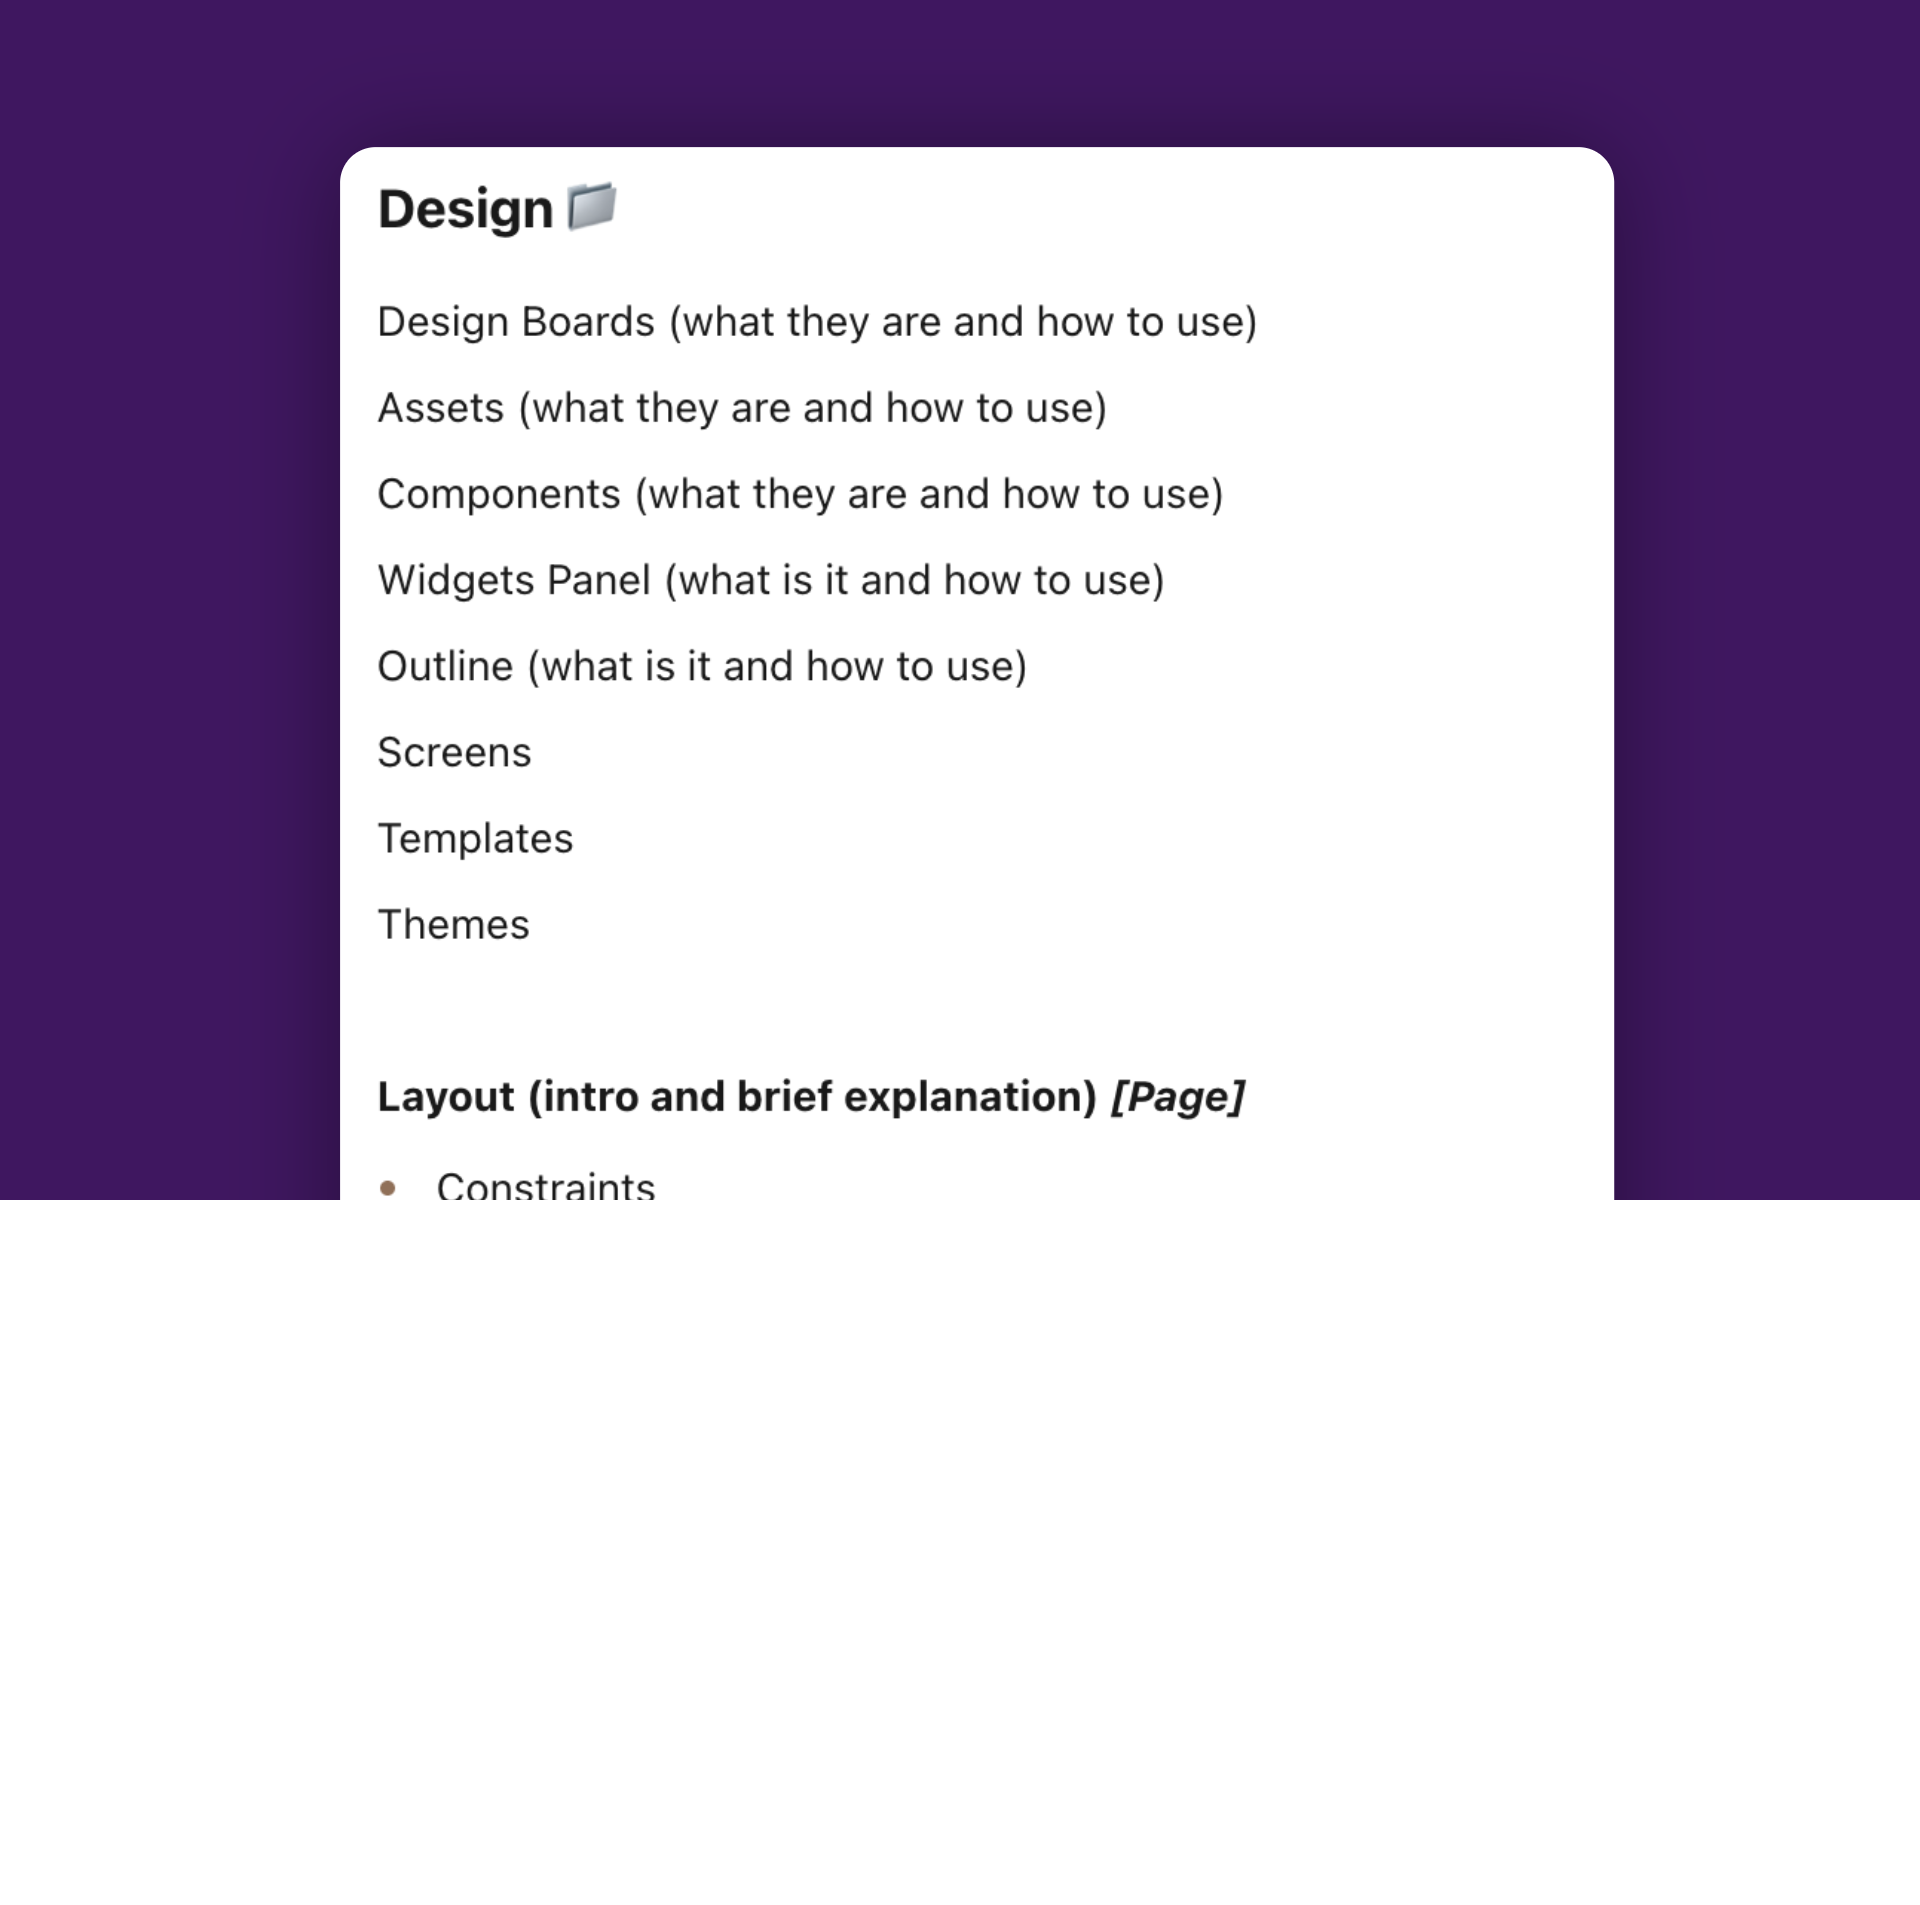 Design 📁
Design Boards (what they are and how to use)
Assets (what they are and how to use)
Components (what they are and how to use)
Widgets Panel (what is it and how to use)
Outline (what is it and how to use)
Screens
Templates
Themes
Layout (intro and brief explanation) [Page]
• Constraints